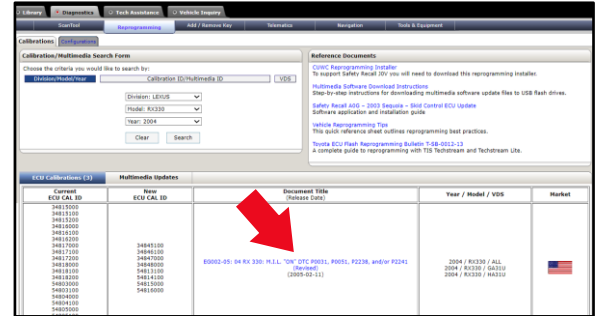 Library Diagnostics Tech Assistance Vehicle Inquiry
ScanTool Reprogramming Add / Remove Key Telematics Navigation Tools & Equipment
Calibrations Configurations
Calibration/Multimedia Search Form
Choose the criteria you would like to search by:
Division/Model/Year Calibration ID/Multimedia ID VDS
Division: LEXUS
Model: RX330
Year: 2004
Clear Search
Reference Documents
CUWC Reprogramming Installer
To support Safety Recall J0V you will need to download this reprogramming installer.
Multimedia Software Download Instructions
Step-by-step instructions for downloading multimedia software update files to USB flash drives.
Safety Recall A0G - 2003 Sequoia - Skid Control ECU Update
Software application and installation guide
Vehicle Reprogramming Tips
This quick reference sheet outlines reprogramming best practices.
Toyota ECU Flash Reprogramming Bulletin T-SB-0012-13
A complete guide to reprogramming with TIS Techstream and Techstream Lite.
ECU Calibrations (3) Multimedia Updates
Current
ECU CAL ID
New
ECU CAL ID
Document Title
(Release Date)
Year / Model / VDS
Market
34815000
34815100
34815200
34816000
34816100
34816200
34817000
34817100
34817200
34818000
34818100
34818200
54803000
54803100
54804000
54804100
54805000
34845100
34846100
34847000
34848000
54813100
54814100
54815000
54816000
EG002-05: 04 RX 330: M.I.L. "ON" DTC P0031, P0051, P2238, and/or P2241
(Revised)
(2005-02-11)
2004 / RX330 / ALL
2004 / RX330 / GA31U
2004 / RX330 / HA31U